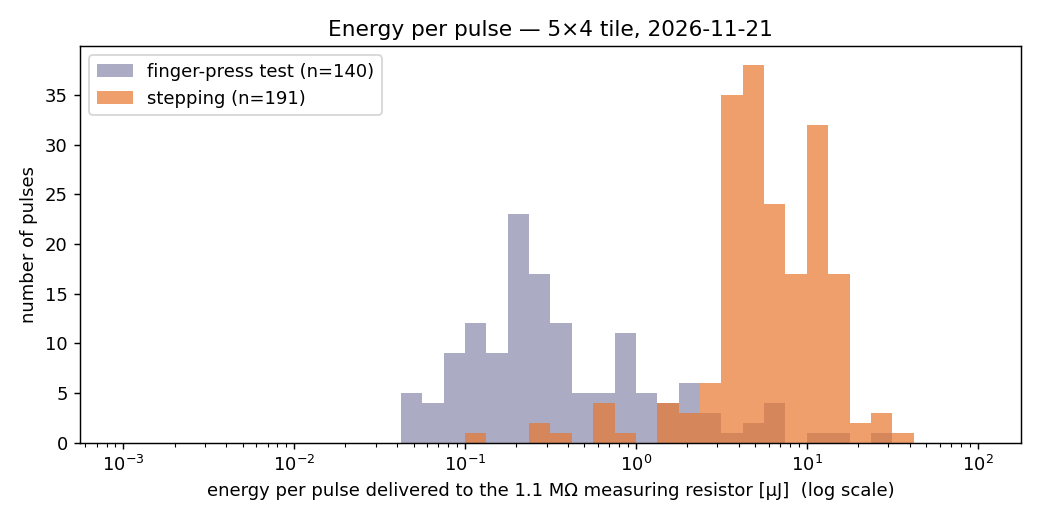 Energy per pulse — 5×4 tile, 2026-11-21
finger-press test (n=140)
stepping (n=191)
number of pulses
35
30
25
20
15
10
5
0
10⁻³
10⁻²
10⁻¹
10⁰
10¹
10²
energy per pulse delivered to the 1.1 MΩ measuring resistor [µJ]  (log scale)